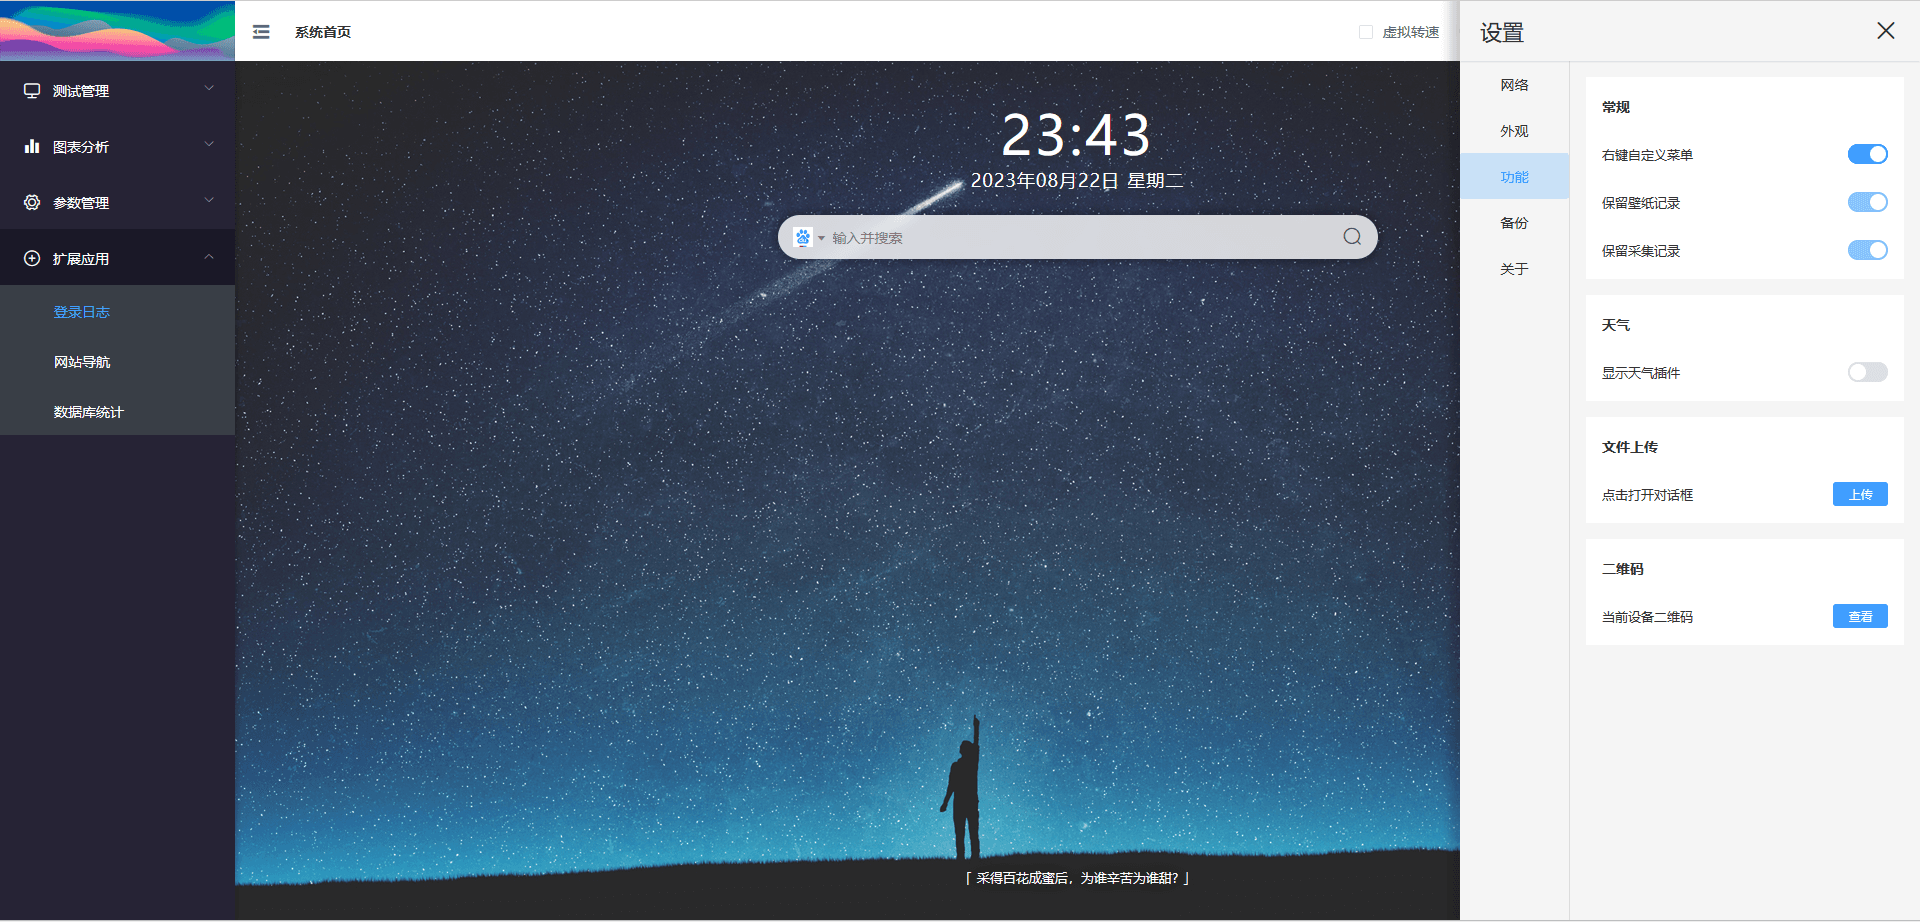 系统首页
虚拟转速
测试管理
图表分析
参数管理
扩展应用
登录日志
网站导航
数据库统计
23:43
2023年08月22日 星期二
输入并搜索
「 采得百花成蜜后，为谁辛苦为谁甜？」
设置
网络
外观
功能
备份
关于
常规
右键自定义菜单
保留壁纸记录
保留采集记录
天气
显示天气插件
文件上传
点击打开对话框
上传
二维码
当前设备二维码
查看